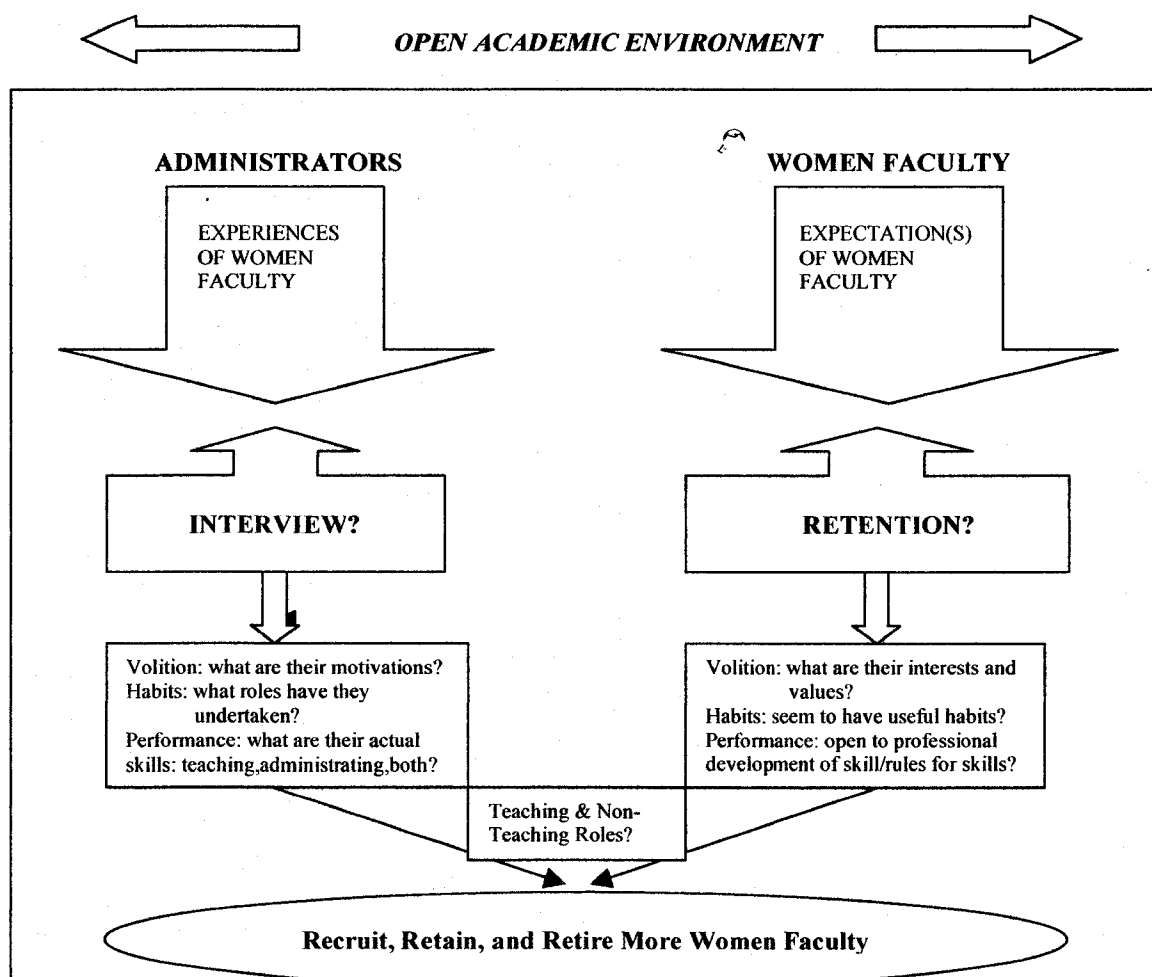 OPEN ACADEMIC ENVIRONMENT
ADMINISTRATORS
EXPERIENCES
OF WOMEN
FACULTY
INTERVIEW?
Volition: what are their motivations?
Habits: what roles have they
undertaken?
Performance: what are their actual
skills: teaching,administrating,both?
WOMEN FACULTY
EXPECTATION(S)
OF WOMEN
FACULTY
RETENTION?
Volition: what are their interests and
values?
Habits: seem to have useful habits?
Performance: open to professional
development of skill/rules for skills?
Teaching & Non-
Teaching Roles?
Recruit, Retain, and Retire More Women Faculty